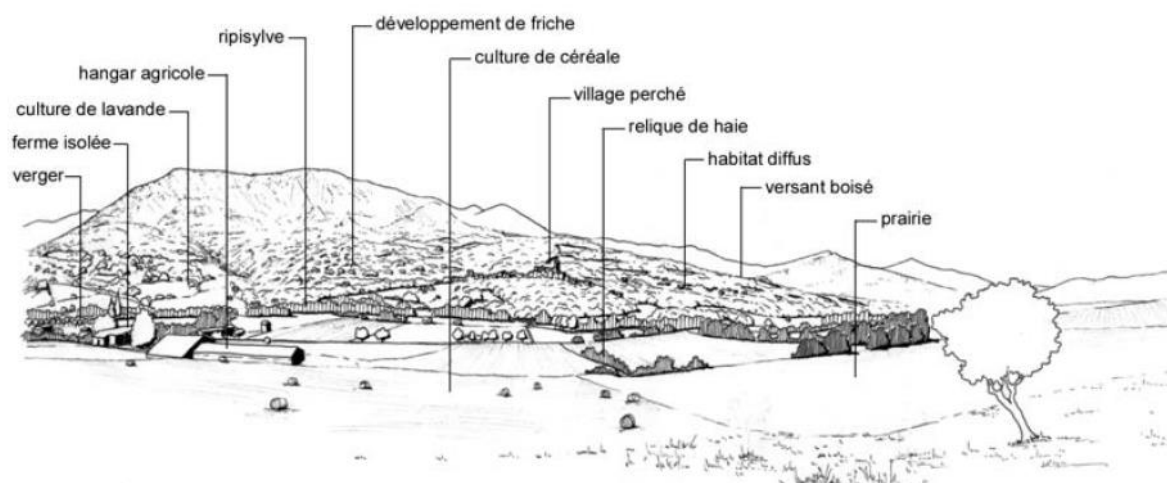 développement de friche
ripisylve
culture de céréale
hangar agricole
village perché
culture de lavande
relique de haie
ferme isolée
habitat diffus
verger
versant boisé
prairie